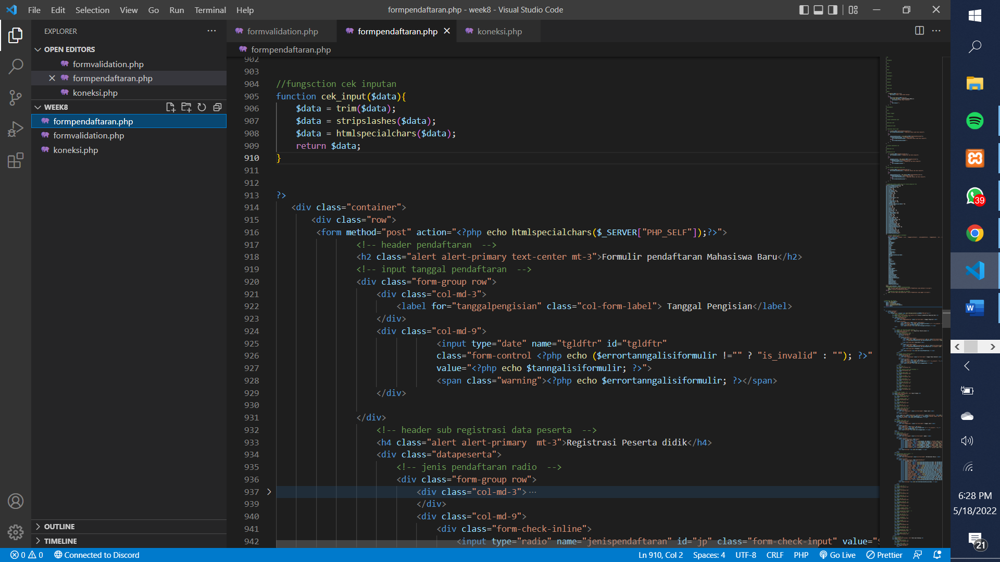 File Edit Selection View Go Run Terminal Help
formpendaftaran.php - week8 - Visual Studio Code
EXPLORER
OPEN EDITORS
formvalidation.php
formpendaftaran.php
koneksi.php
WEEK8
formpendaftaran.php
formvalidation.php
koneksi.php
OUTLINE
TIMELINE
formvalidation.php formpendaftaran.php koneksi.php
formpendaftaran.php
902
903
904 //fungsction cek inputan
905 function cek_input($data){
906 $data = trim($data);
907 $data = stripslashes($data);
908 $data = htmlspecialchars($data);
909 return $data;
910 }
911
912
913 ?>
914 <div class="container">
915 <div class="row">
916 <form method="post" action="<?php echo htmlspecialchars($_SERVER["PHP_SELF"]);?>">
917 <!-- header pendaftaran -->
918 <h2 class="alert alert-primary text-center mt-3">Formulir pendaftaran Mahasiswa Baru</h2>
919 <!-- input tanggal pendaftaran -->
920 <div class="form-group row">
921 <div class="col-md-3">
922 <label for="tanggalpengisian" class="col-form-label"> Tanggal Pengisian</label>
923 </div>
924 <div class="col-md-9">
925 <input type="date" name="tgldftr" id="tgldftr"
926 class="form-control <?php echo ($errortanngalisiformulir !="" ? "is_invalid" : ""); ?>"
927 value="<?php echo $tanngalisiformulir; ?>">
928 <span class="warning"><?php echo $errortanngalisiformulir; ?></span>
929 </div>
930
931 </div>
932 <!-- header sub registrasi data peserta -->
933 <h4 class="alert alert-primary  mt-3">Registrasi Peserta didik</h4>
934 <div class="datapeserta">
935 <!-- jenis pendaftaran radio -->
936 <div class="form-group row">
937 <div class="col-md-3">···
939 </div>
940 <div class="col-md-9">
941 <div class="form-check-inline">
942 <input type="radio" name="jenispendaftaran" id="jp" class="form-check-input" value="
0 0 Connected to Discord
Ln 910, Col 2 Spaces: 4 UTF-8 CRLF PHP Go Live Prettier
39
6:28 PM
5/18/2022
21